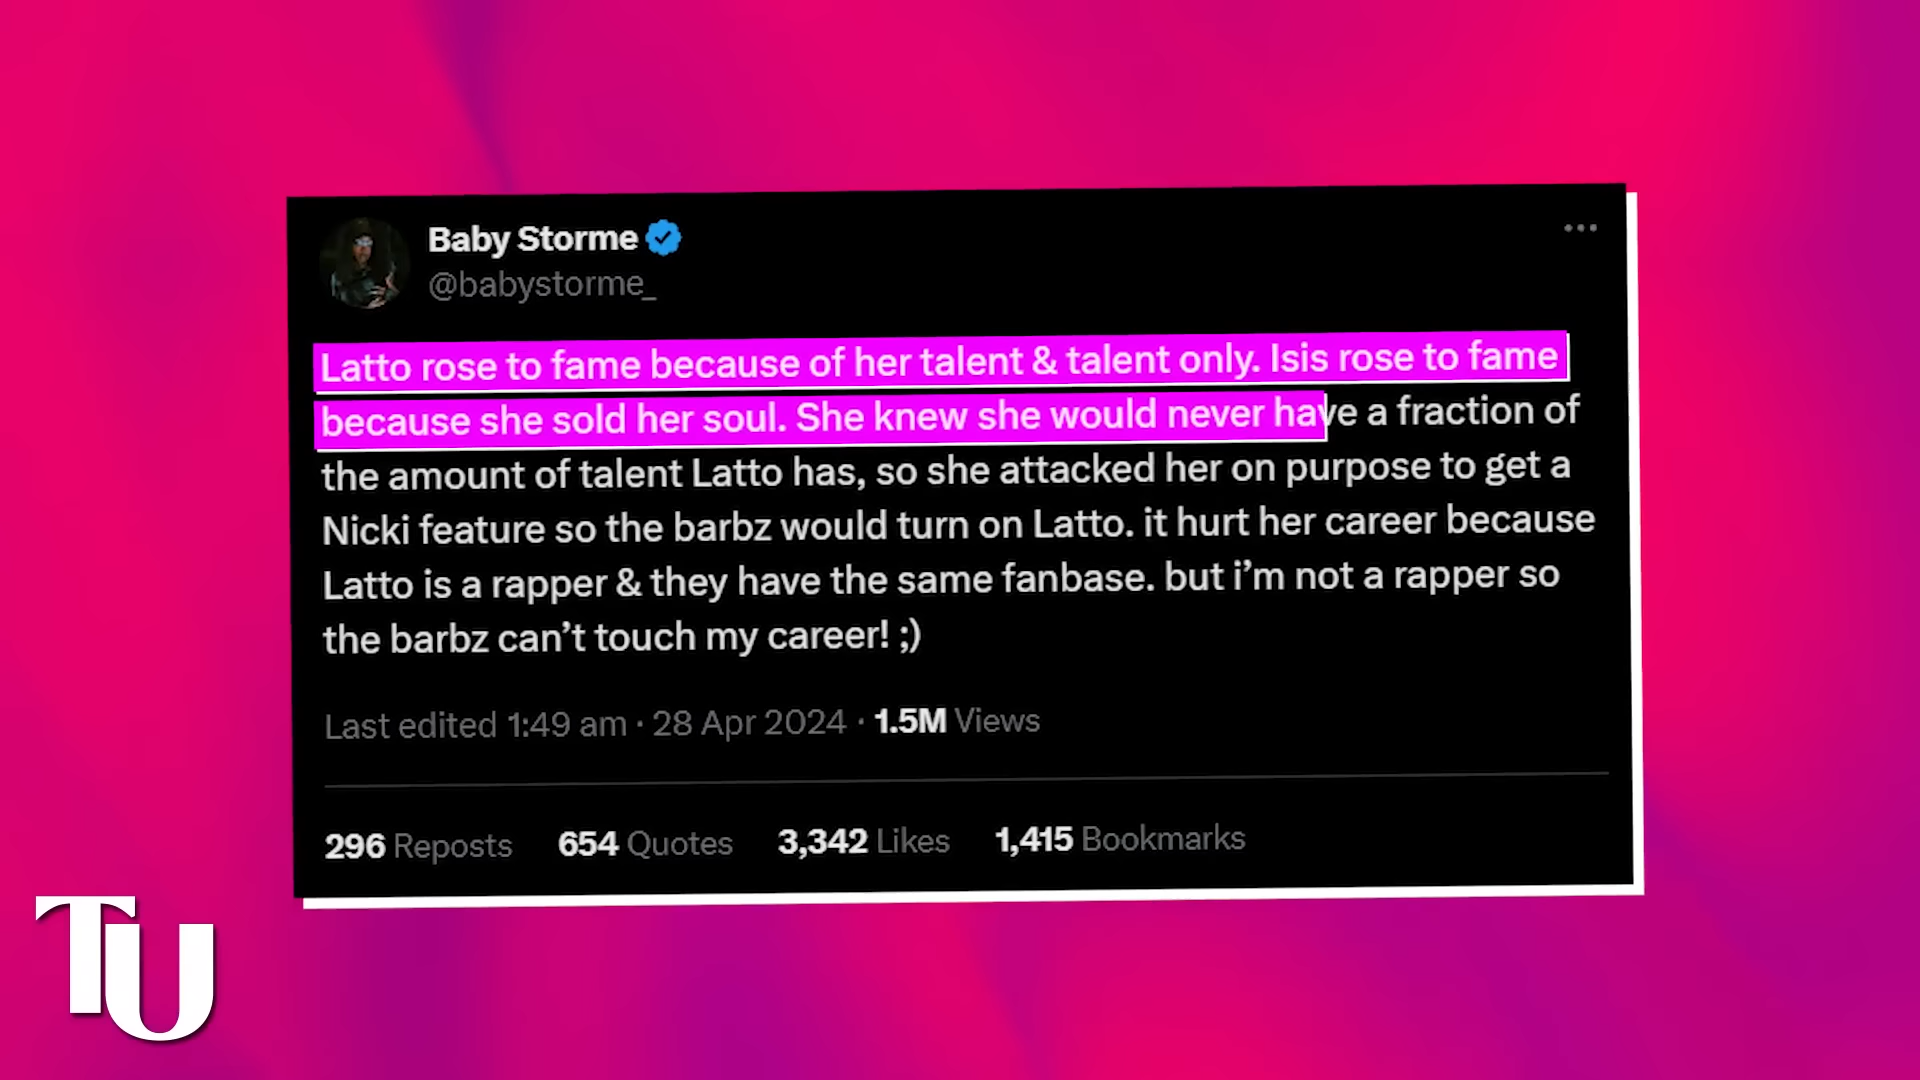 Baby Storme
@babystorme_
Latto rose to fame because of her talent & talent only. Isis rose to fame
because she sold her soul. She knew she would never have a fraction of
the amount of talent Latto has, so she attacked her on purpose to get a
Nicki feature so the barbz would turn on Latto. it hurt her career because
Latto is a rapper & they have the same fanbase. but i’m not a rapper so
the barbz can’t touch my career! ;)
Last edited 1:49 am · 28 Apr 2024 · 1.5M Views
296 Reposts 654 Quotes 3,342 Likes 1,415 Bookmarks
TU